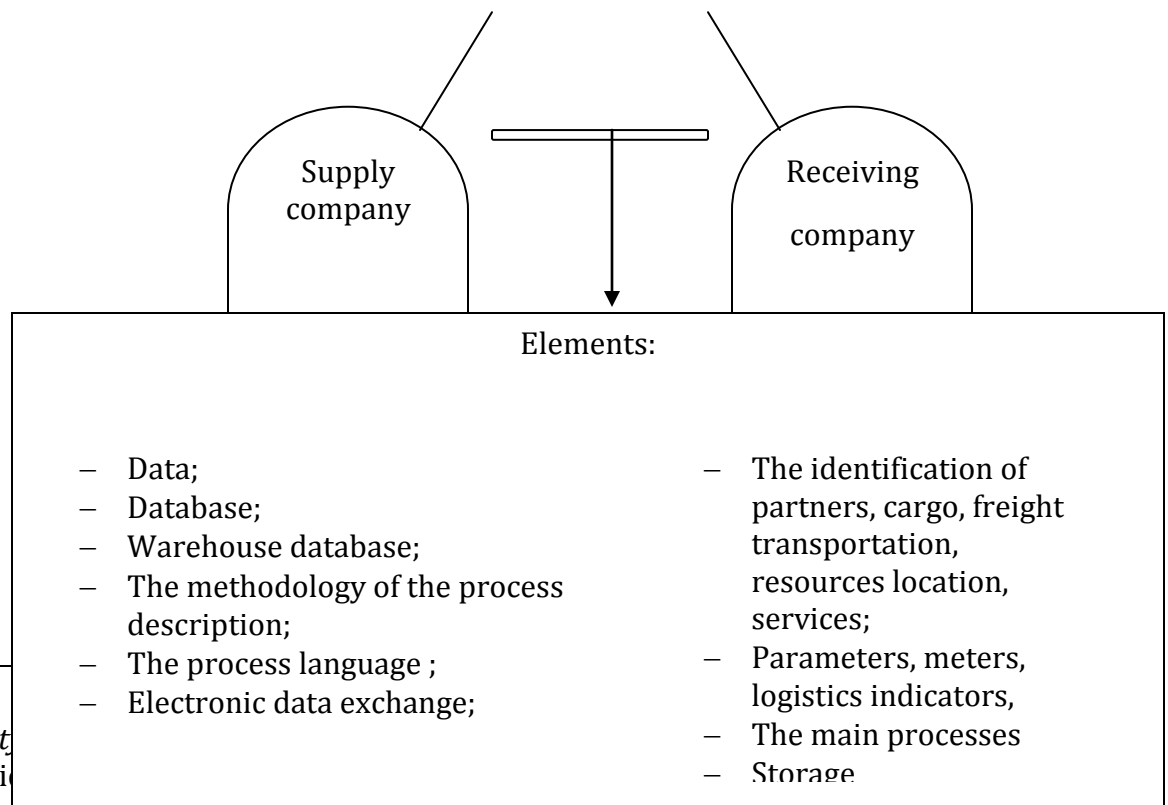 Supply
company
Receiving
company
Elements:
– Data;
– Database;
– Warehouse database;
– The methodology of the process
description;
– The process language ;
– Electronic data exchange;
– The identification of
partners, cargo, freight
transportation,
resources location,
services;
– Parameters, meters,
logistics indicators,
– The main processes
– Storage